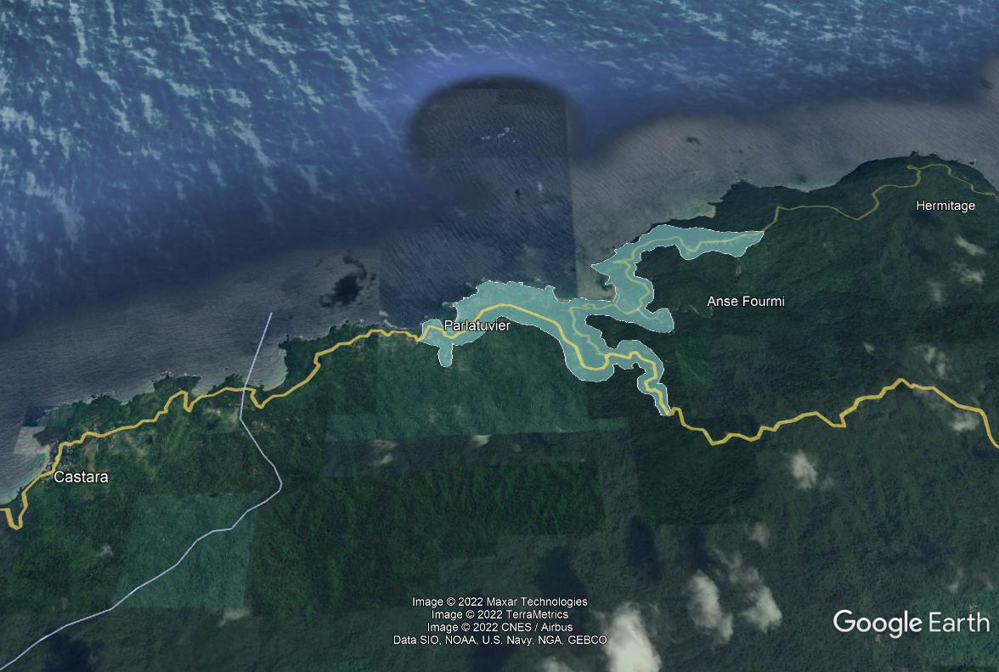 Hermitage
Anse Fourmi
Parlatuvier
Castara
Image © 2022 Maxar Technologies
Image © 2022 TerraMetrics
Image © 2022 CNES / Airbus
Data SIO, NOAA, U.S. Navy, NGA, GEBCO
Google Earth